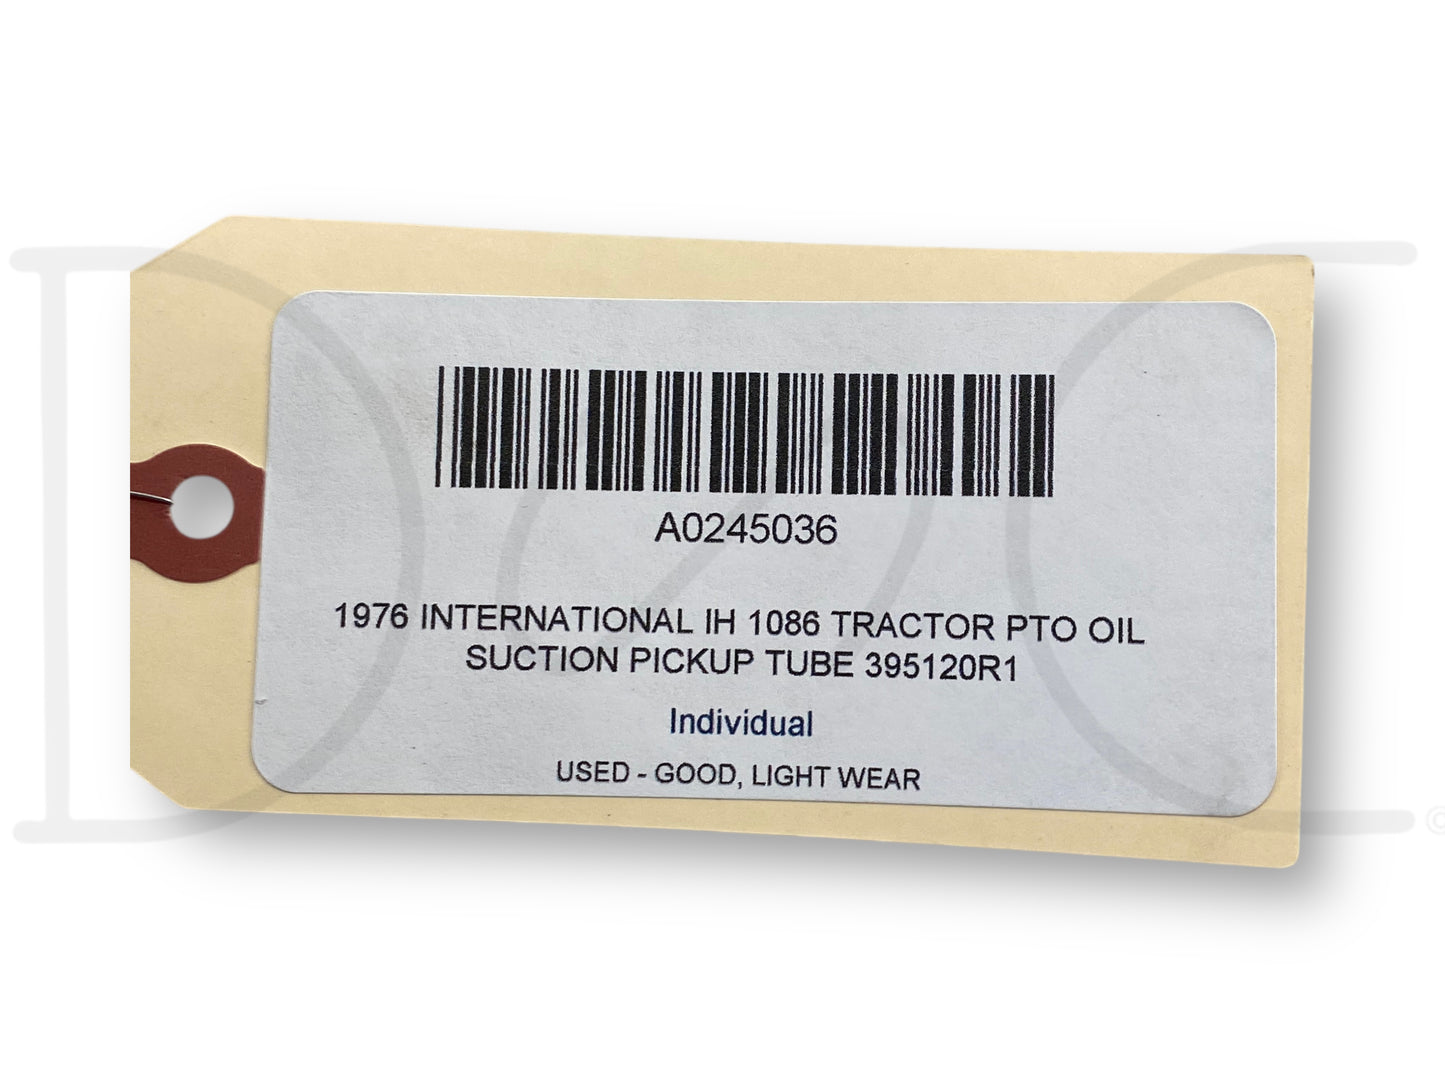 A0245036
1976 INTERNATIONAL IH 1086 TRACTOR PTO OIL
SUCTION PICKUP TUBE 395120R1
Individual
USED - GOOD, LIGHT WEAR
©